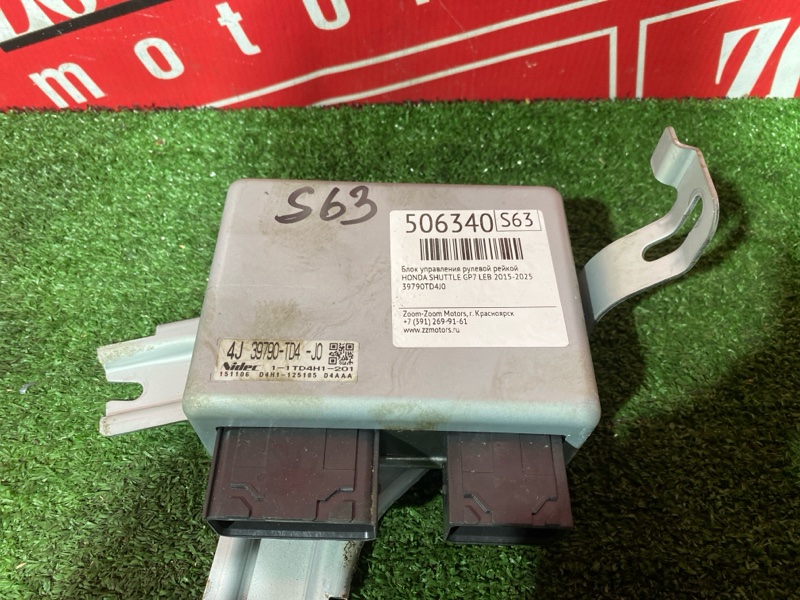 motor
S63
506340 S63
Блок управления рулевой рейкой
HONDA SHUTTLE GP7 LEB 2015-2025
39790TD4J0
Zoom-Zoom Motors, г. Красноярск
+7 (391) 269-91-61
www.zzmotors.ru
4J 39790-TD4 -J0
Nidec 1-1TD4H1-201
151106 D4H1-125185 D4AAA